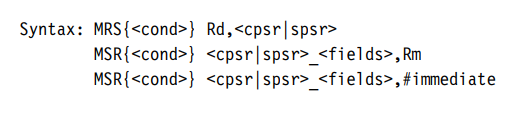 Syntax: MRS{<cond>} Rd,<cpsr|spsr>
MSR{<cond>} <cpsr|spsr>_<fields>,Rm
MSR{<cond>} <cpsr|spsr>_<fields>,#immediate